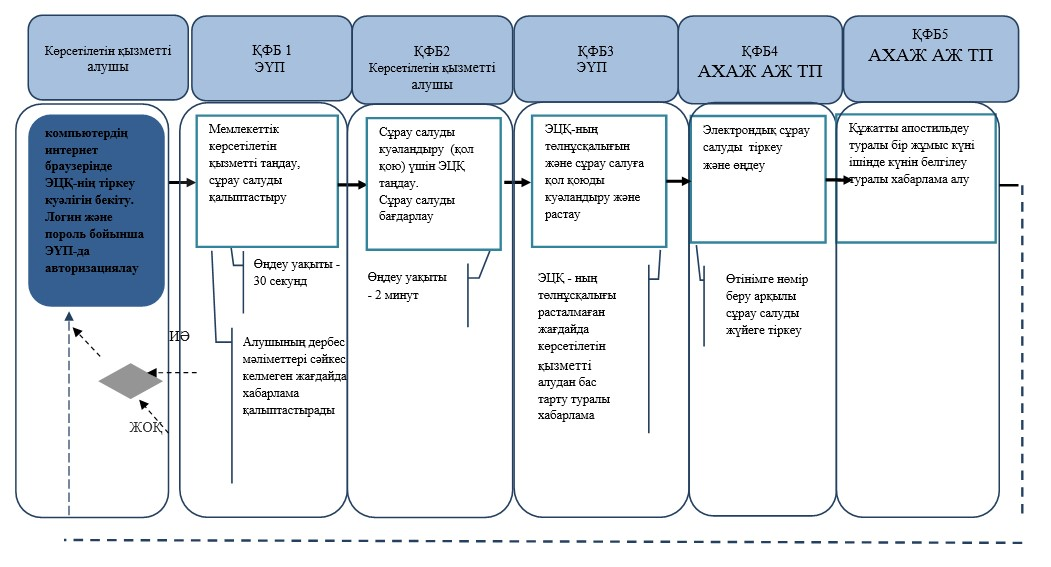 Көрсетілетін қызметті
алушы
ҚФБ 1
ЭҮП
ҚФБ2
Көрсетілетін қызметті
алушы
ҚФБ3
ЭҮП
ҚФБ4
АХАЖ АЖ ТП
ҚФБ5
АХАЖ АЖ ТП
компьютердің
интернет
браузерінде
ЭЦҚ-нің тіркеу
куәлігін бекіту.
Логин және
пороль бойынша
ЭҮП-да
авторизациялау
Мемлекеттік
көрсетілетін
қызметті таңдау,
сұрау салуды
қалыптастыру
Сұрау салуды
куәландыру (қол
қою) үшін ЭЦҚ
таңдау.
Сұрау салуды
бағдарлау
ЭЦҚ-ның
төлнұсқалығын
және сұрау салуға
қол қоюды
куәландыру және
растау
Электрондық сұрау
салуды тіркеу
және өңдеу
Құжатты апостильдеу
туралы бір жұмыс күні
ішінде күнін белгілеу
туралы хабарлама алу
Өңдеу уақыты -
30 секунд
Алушының дербес
мәліметтері сәйкес
келмеген жағдайда
хабарлама
қалыптастырады
Өңдеу уақыты
- 2 минут
ЭЦҚ - ның
төлнұсқалығы
расталмаған
жағдайда
көрсетілетін
қызметті
алудан бас
тарту туралы
хабарлама
Өтінімге нөмір
беру арқылы
сұрау салуды
жүйеге тіркеу
ИӘ
ЖОҚ